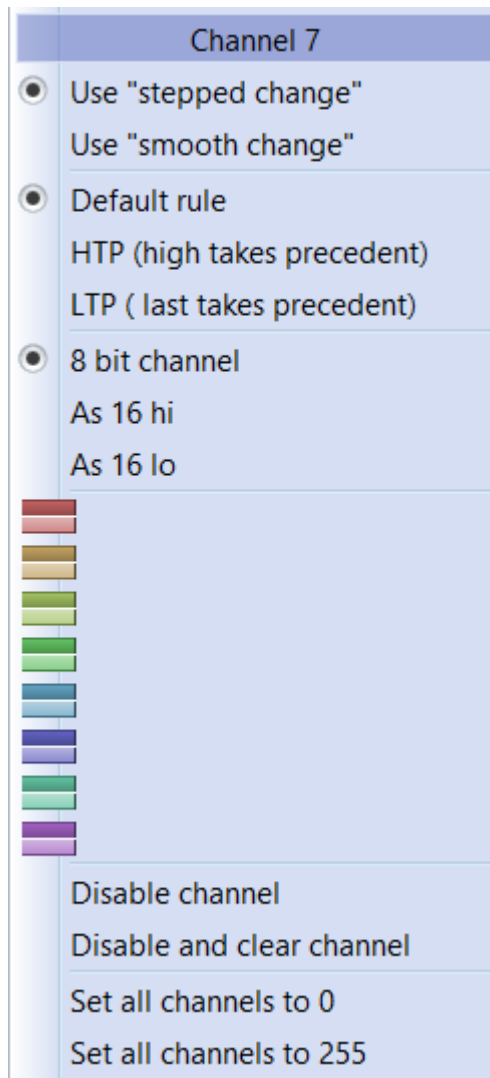 Channel 7
Use "stepped change"
Use "smooth change"
Default rule
HTP (high takes precedent)
LTP ( last takes precedent)
8 bit channel
As 16 hi
As 16 lo
Disable channel
Disable and clear channel
Set all channels to 0
Set all channels to 255